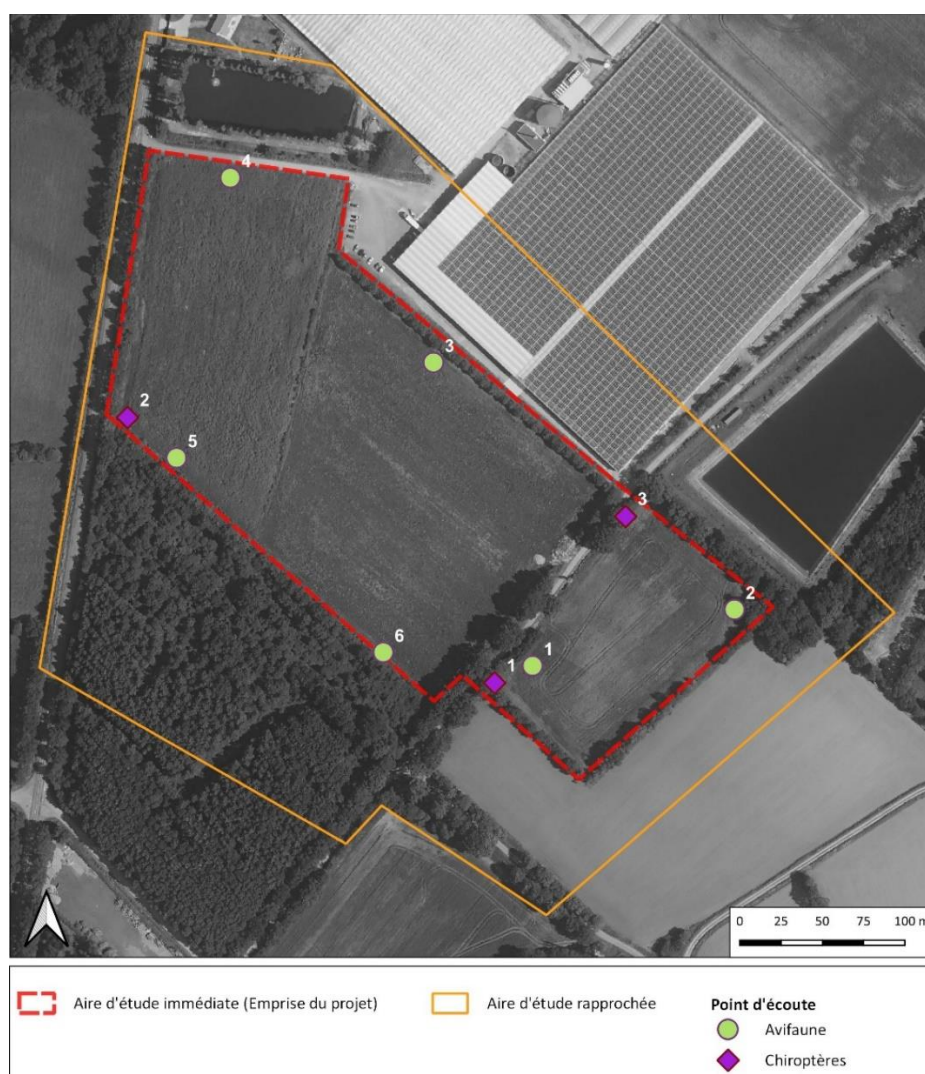 4
3
2
5
3
2
6
1
1
0 25 50 75 100 m
Aire d'étude immédiate (Emprise du projet)
Aire d'étude rapprochée
Point d'écoute
Avifaune
Chiroptères